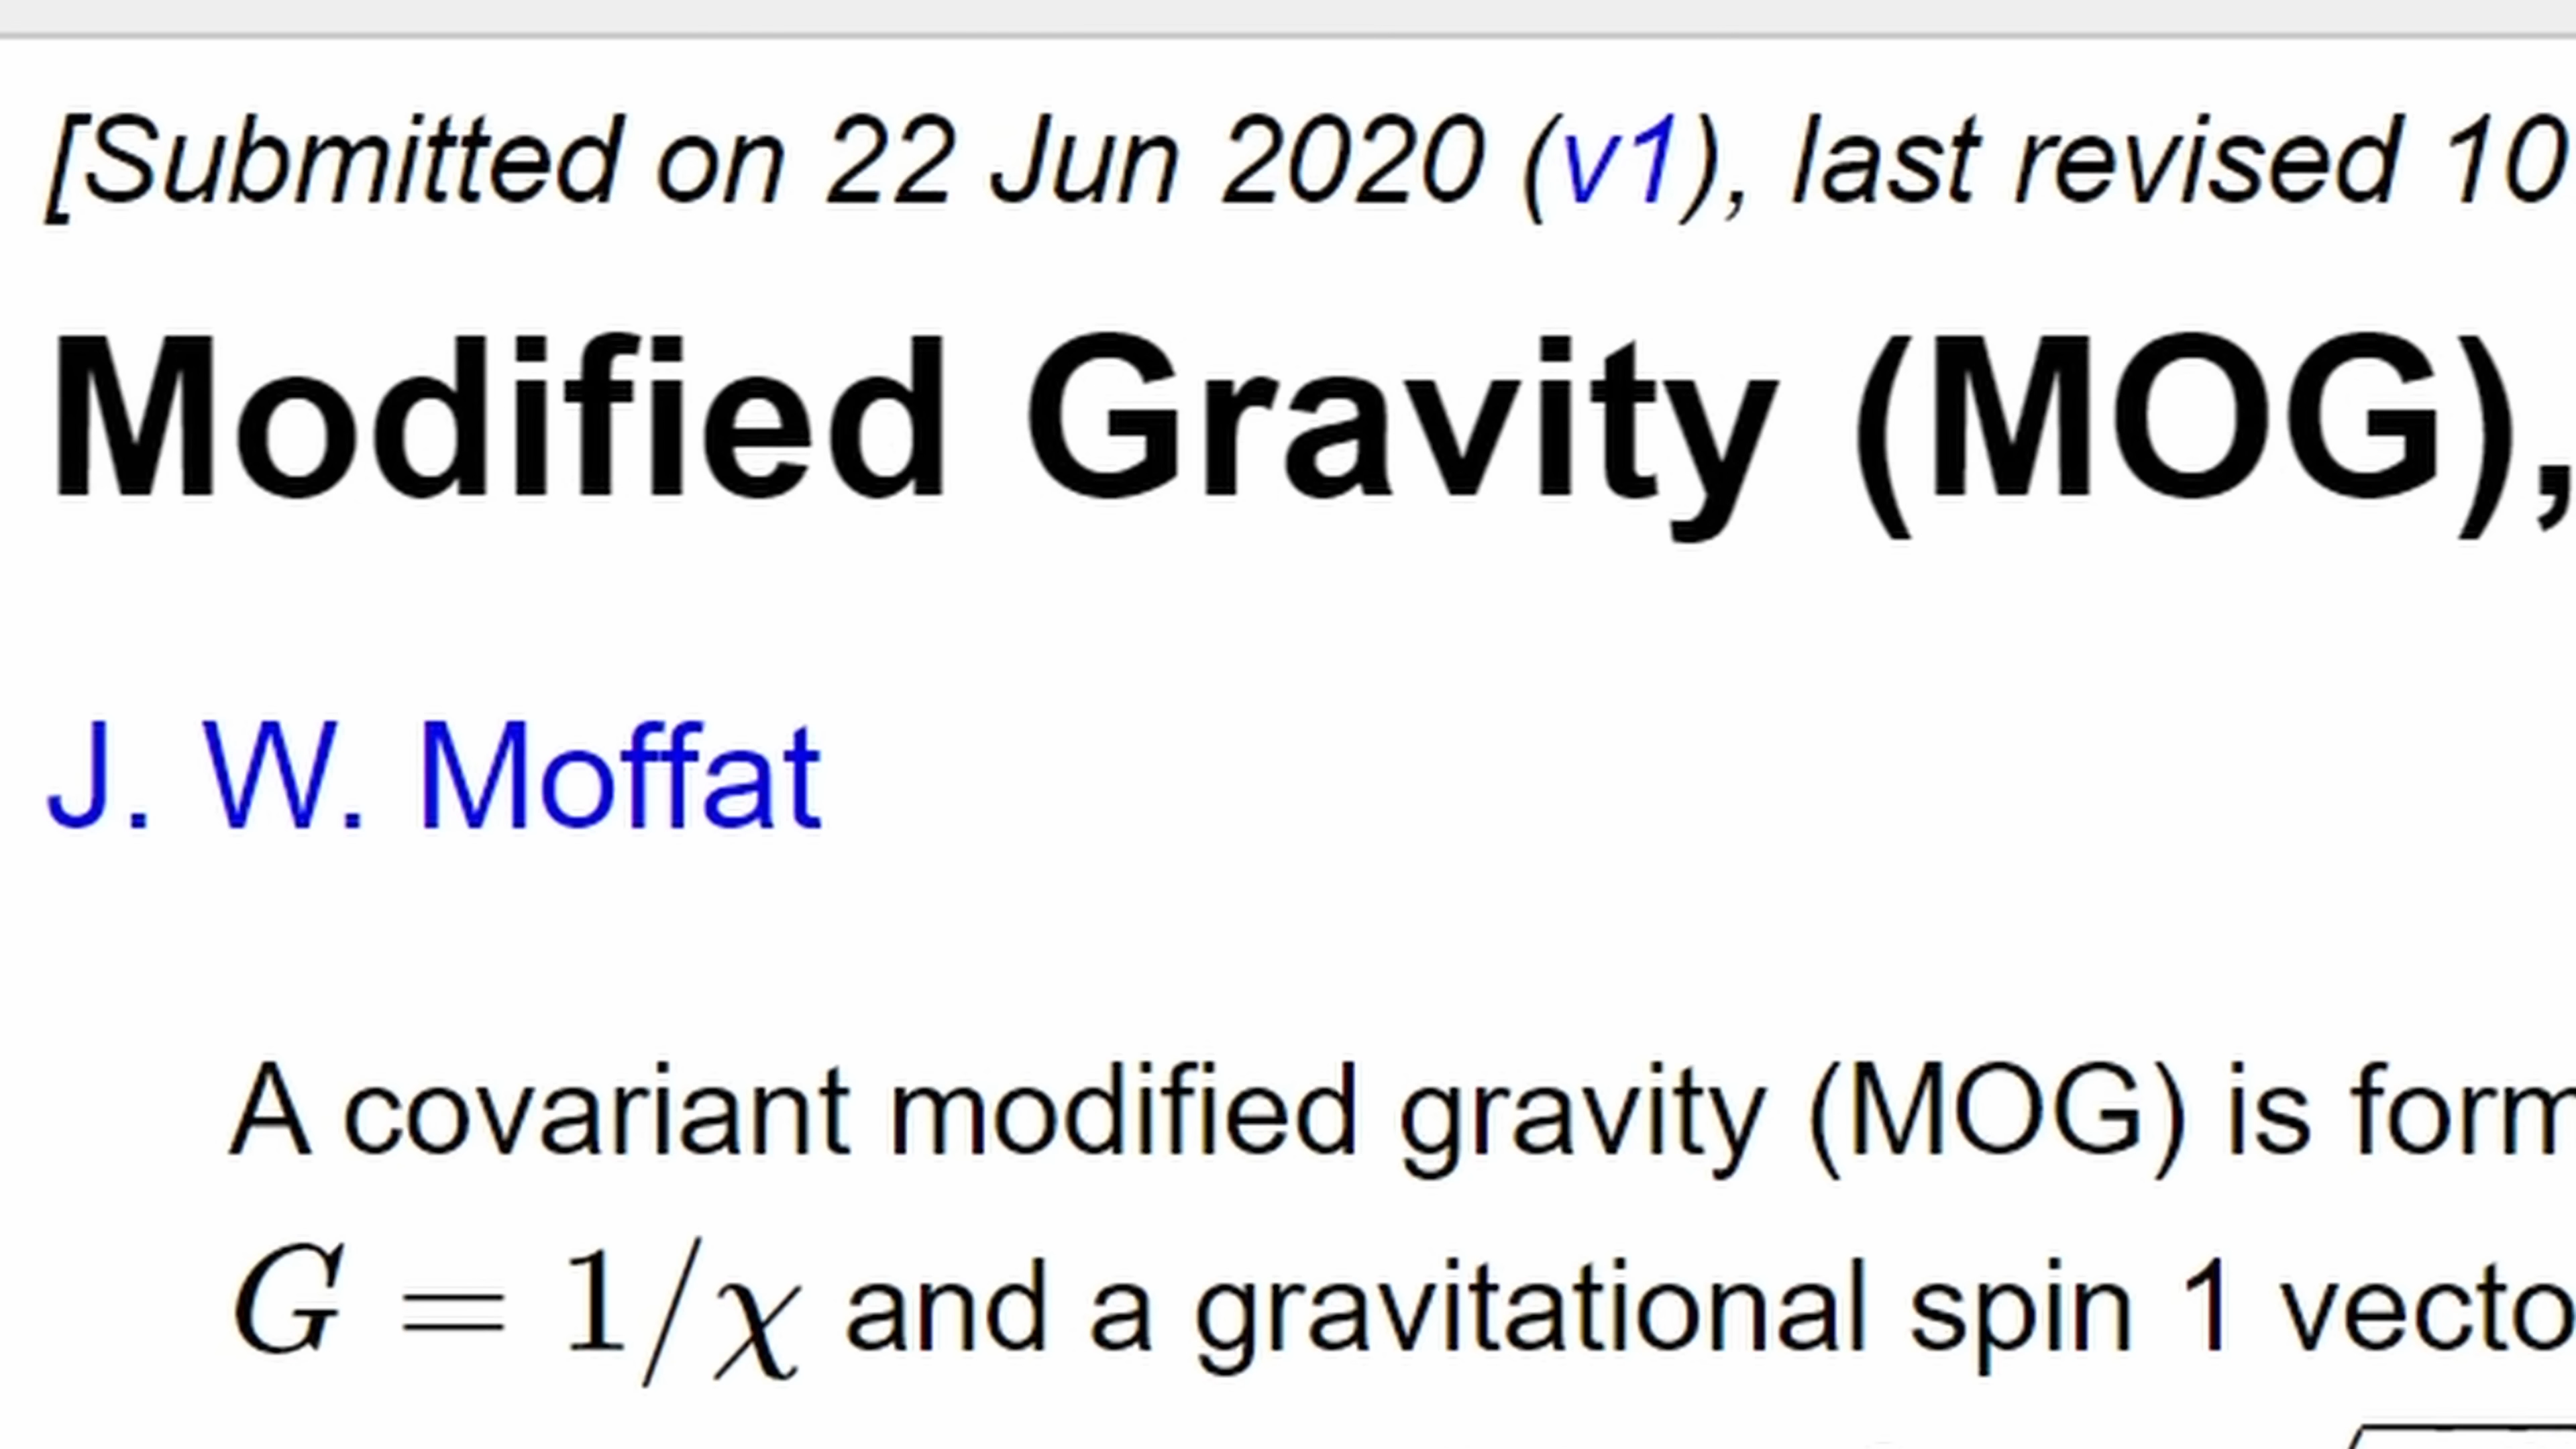 [Submitted on 22 Jun 2020 (v1), last revised 10
Modified Gravity (MOG),
J. W. Moffat
A covariant modified gravity (MOG) is form
G = 1/χ and a gravitational spin 1 vecto